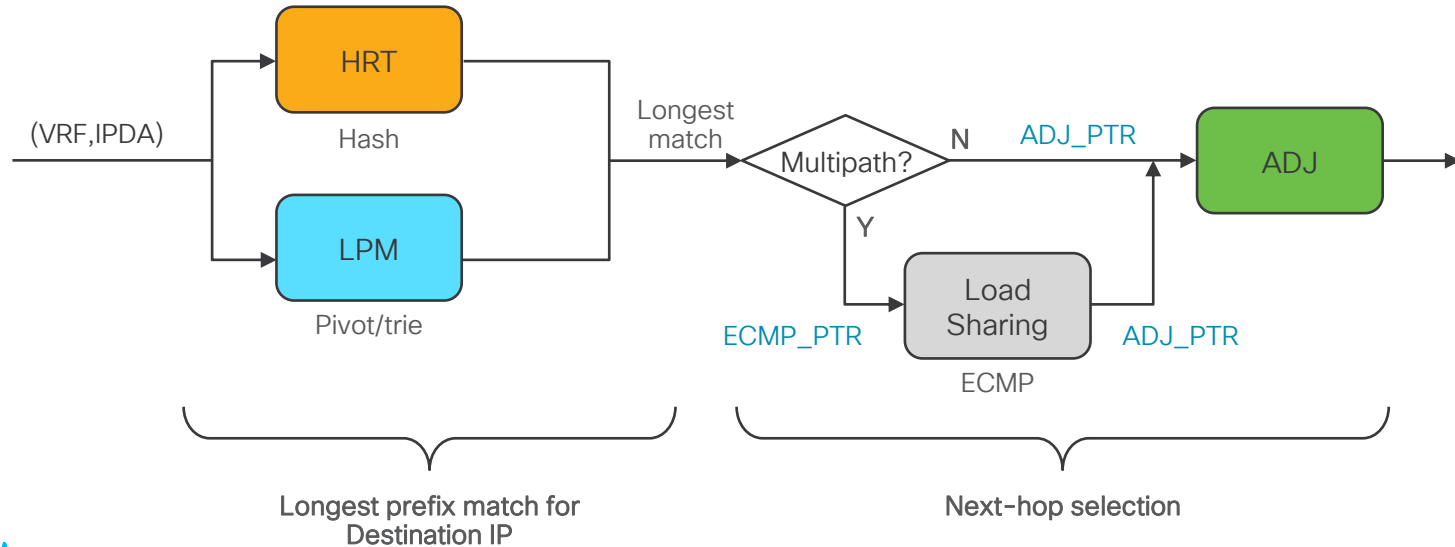 HRT
(VRF,IPDA)
Hash
LPM
Pivot/trie
Longest
match
Multipath?
N
Y
ADJ_PTR
ADJ
ECMP_PTR
Load
Sharing
ADJ_PTR
ECMP
Longest prefix match for
Destination IP
Next-hop selection